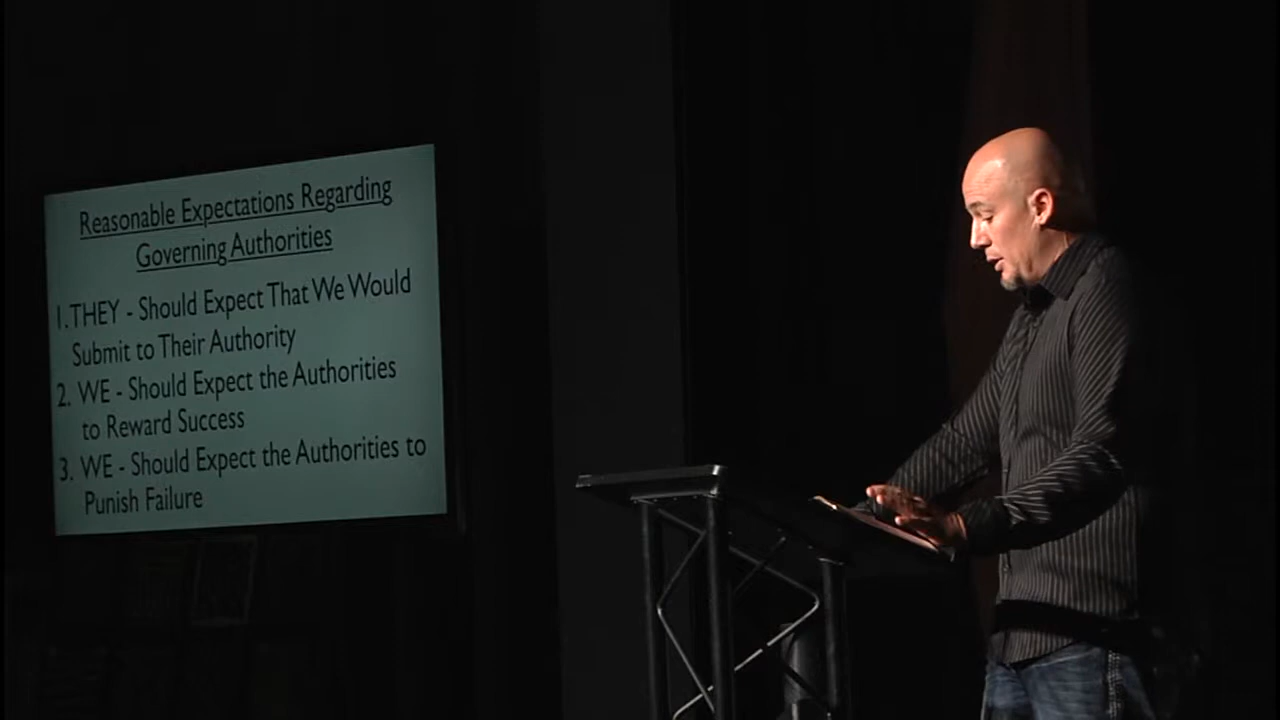 Reasonable Expectations Regarding
Governing Authorities
1. THEY - Should Expect That We Would
Submit to Their Authority
2. WE - Should Expect the Authorities
to Reward Success
3. WE - Should Expect the Authorities to
Punish Failure